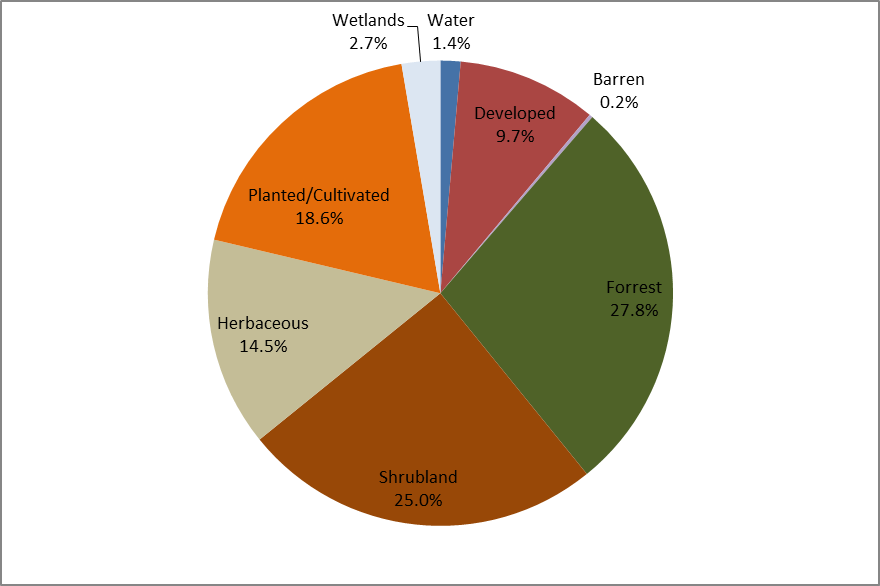 Wetlands
2.7%
Water
1.4%
Barren
0.2%
Developed
9.7%
Planted/Cultivated
18.6%
Forrest
27.8%
Herbaceous
14.5%
Shrubland
25.0%